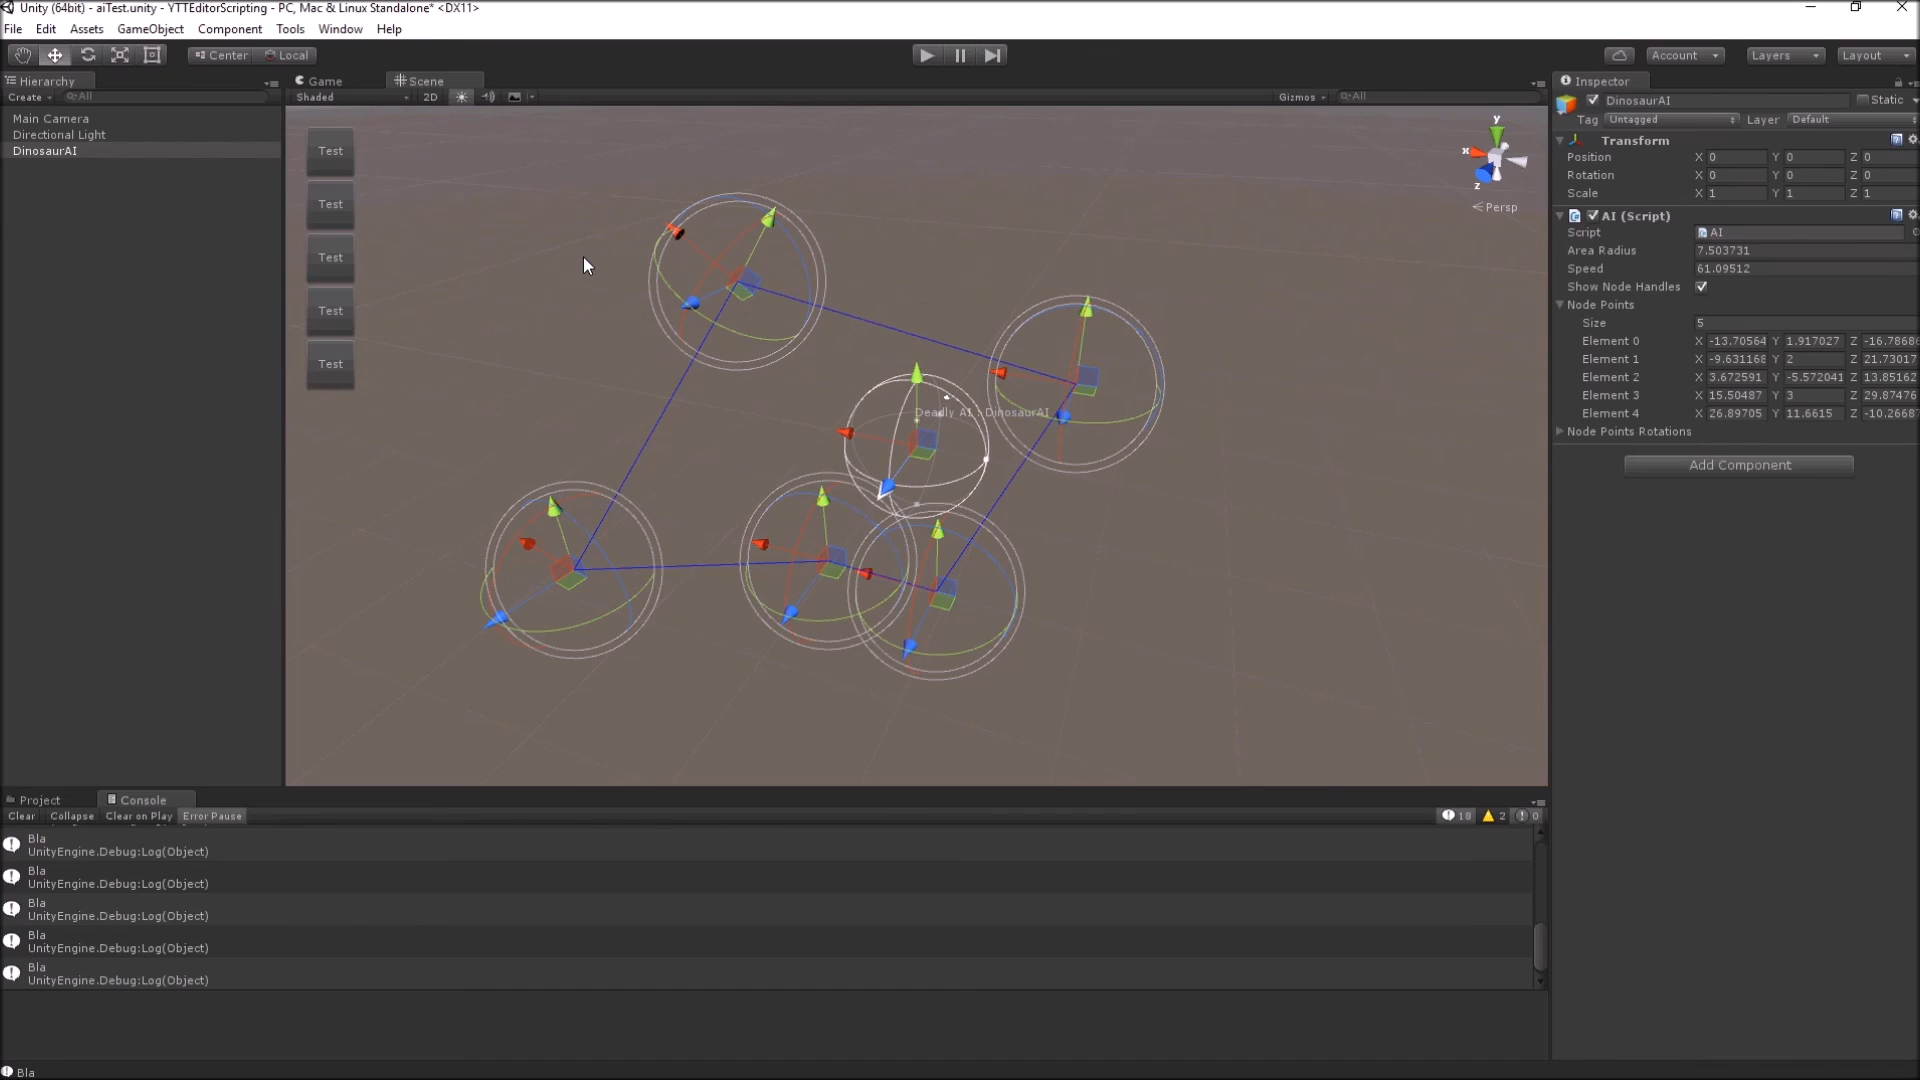 Unity (64bit) - aiTest.unity - YTTEditorScripting - PC, Mac & Linux Standalone* <DX11>
File Edit Assets GameObject Component Tools Window Help
Center Local Account Layers Layout
Hierarchy
Create All
Main Camera
Directional Light
DinosaurAI
Game Scene
Shaded 2D Gizmos All
Test
Test
Test
Test
Test
y
x
z
Persp
Deadly AI : DinosaurAI
Inspector
DinosaurAI Static
Tag Untagged Layer Default
Transform
Position X 0 Y 0 Z 0
Rotation X 0 Y 0 Z 0
Scale X 1 Y 1 Z 1
AI (Script)
Script AI
Area Radius 7.503731
Speed 61.09512
Show Node Handles
Node Points
Size 5
Element 0 X -13.70564 Y 1.917027 Z -16.7868
Element 1 X -9.631168 Y 2 Z 21.73017
Element 2 X 3.672591 Y -5.572041 Z 13.85162
Element 3 X 15.50487 Y 3 Z 29.87476
Element 4 X 26.89705 Y 11.6615 Z -10.2668
Node Points Rotations
Add Component
Project Console
Clear Collapse Clear on Play Error Pause 18 2 0
Bla
UnityEngine.Debug:Log(Object)
Bla
UnityEngine.Debug:Log(Object)
Bla
UnityEngine.Debug:Log(Object)
Bla
UnityEngine.Debug:Log(Object)
Bla
UnityEngine.Debug:Log(Object)
Bla